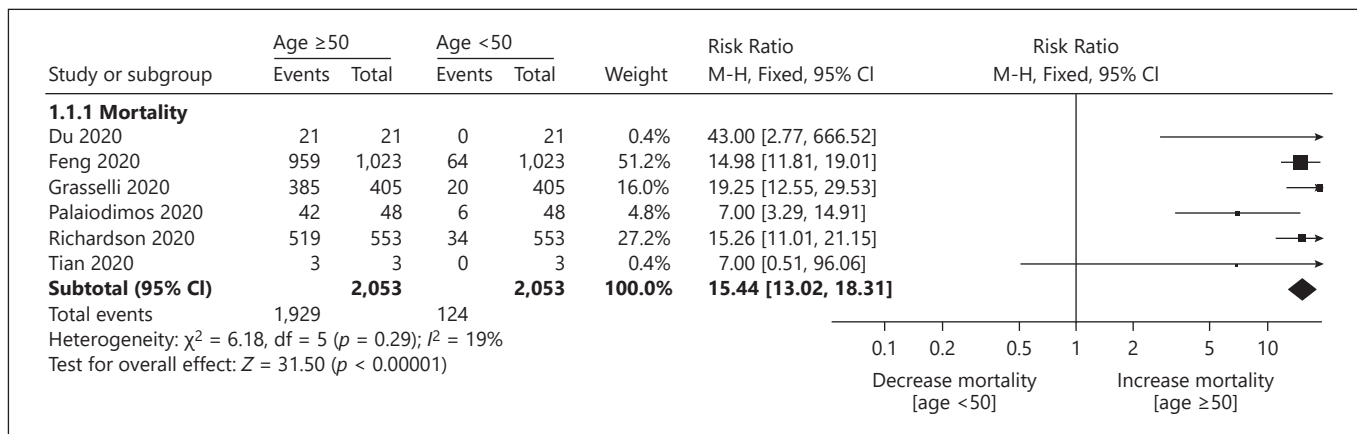 Age ≥50 Age <50 Risk Ratio Risk Ratio
Study or subgroup Events Total Events Total Weight M-H, Fixed, 95% CI M-H, Fixed, 95% CI
1.1.1 Mortality
Du 2020 21 21 0 21 0.4% 43.00 [2.77, 666.52]
Feng 2020 959 1,023 64 1,023 51.2% 14.98 [11.81, 19.01]
Grasselli 2020 385 405 20 405 16.0% 19.25 [12.55, 29.53]
Palaiodimos 2020 42 48 6 48 4.8% 7.00 [3.29, 14.91]
Richardson 2020 519 553 34 553 27.2% 15.26 [11.01, 21.15]
Tian 2020 3 3 0 3 0.4% 7.00 [0.51, 96.06]
Subtotal (95% CI) 2,053 2,053 100.0% 15.44 [13.02, 18.31]
Total events 1,929 124
Heterogeneity: χ2 = 6.18, df = 5 (p = 0.29); I2 = 19%
Test for overall effect: Z = 31.50 (p < 0.00001)
0.1 0.2 0.5 1 2 5 10
Decrease mortality Increase mortality
[age <50] [age ≥50]